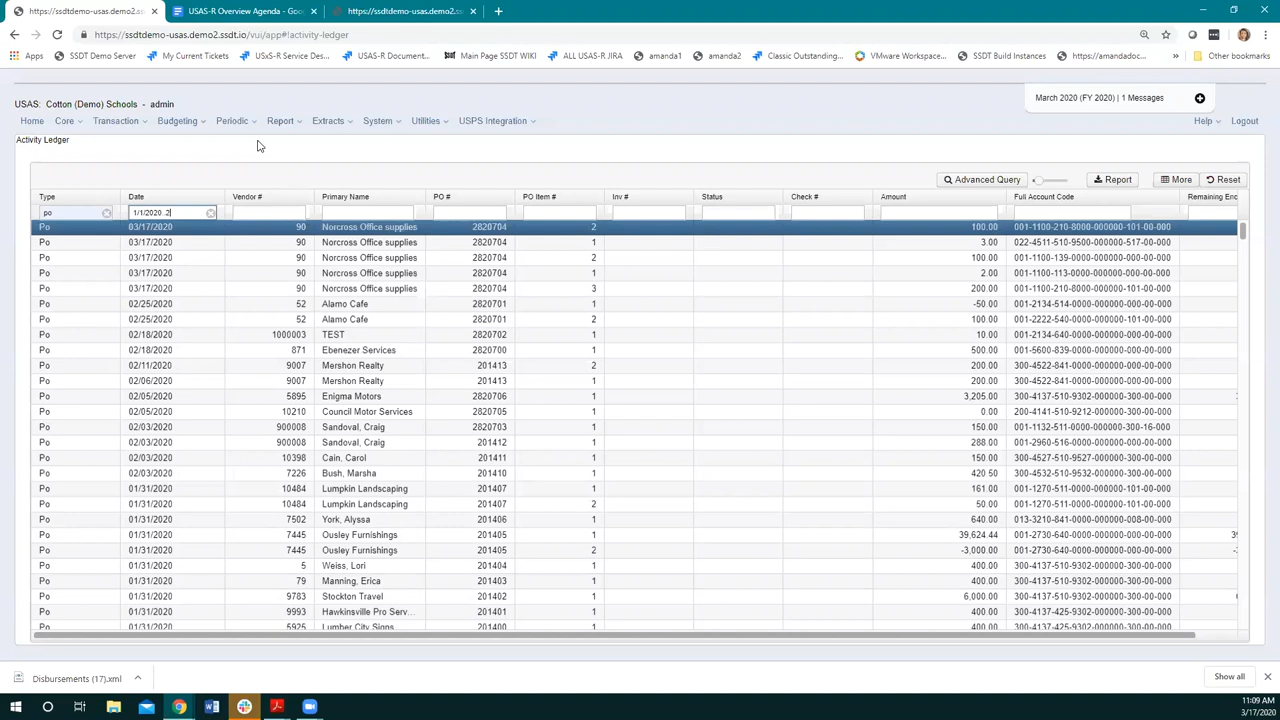 https://ssdtdemo-usas.demo2.ssdt.io
USAS-R Overview Agenda - Goo
https://ssdtdemo-usas.demo2.ssdt.io
https://ssdtdemo-usas.demo2.ssdt.io/vui/app#!activity-ledger
Apps SSDT Demo Server My Current Tickets USxS-R Service Des... USAS-R Document... Main Page SSDT WIKI ALL USAS-R JIRA amanda1 amanda2 Classic Outstanding... VMware Workspace... SSDT Build Instances https://amandadoc... » Other bookmarks
USAS: Cotton (Demo) Schools - admin
March 2020 (FY 2020) | 1 Messages
Home Core Transaction Budgeting Periodic Report Extracts System Utilities USPS Integration Help Logout
Activity Ledger
Advanced Query Report More Reset
Type Date Vendor # Primary Name PO # PO Item # Inv # Status Check # Amount Full Account Code Remaining Enc
po 1/1/2020..2
Po 03/17/2020 90 Norcross Office supplies 2820704 2 100.00 001-1100-210-8000-000000-101-00-000
Po 03/17/2020 90 Norcross Office supplies 2820704 1 3.00 022-4511-510-9500-000000-517-00-000
Po 03/17/2020 90 Norcross Office supplies 2820704 2 100.00 001-1100-139-0000-000000-000-00-000
Po 03/17/2020 90 Norcross Office supplies 2820704 1 2.00 001-1100-113-0000-000000-000-00-000
Po 03/17/2020 90 Norcross Office supplies 2820704 3 200.00 001-1100-210-8000-000000-101-00-000
Po 02/25/2020 52 Alamo Cafe 2820701 1 -50.00 001-2134-514-0000-000000-000-00-000
Po 02/25/2020 52 Alamo Cafe 2820701 2 100.00 001-2222-540-0000-000000-101-00-000
Po 02/18/2020 1000003 TEST 2820702 1 10.00 001-2134-640-0000-000000-000-00-000
Po 02/18/2020 871 Ebenezer Services 2820700 1 500.00 001-5600-839-0000-000000-000-00-000
Po 02/11/2020 9007 Mershon Realty 201413 2 200.00 300-4522-841-0000-000000-000-00-000
Po 02/06/2020 9007 Mershon Realty 201413 1 200.00 300-4522-841-0000-000000-000-00-000
Po 02/05/2020 5895 Enigma Motors 2820706 1 3,205.00 300-4137-510-9302-000000-300-00-000
Po 02/05/2020 10210 Council Motor Services 2820705 1 0.00 200-4141-510-9212-000000-300-00-000
Po 02/03/2020 900008 Sandoval, Craig 2820703 1 150.00 001-1132-511-0000-000000-300-16-000
Po 02/03/2020 900008 Sandoval, Craig 201412 1 288.00 001-2960-516-0000-000000-000-00-000
Po 02/03/2020 10398 Cain, Carol 201411 1 150.00 300-4527-510-9527-000000-300-00-000
Po 02/03/2020 7226 Bush, Marsha 201410 1 420.50 300-4532-510-9532-000000-300-00-000
Po 01/31/2020 10484 Lumpkin Landscaping 201407 1 161.00 001-1270-511-0000-000000-000-00-000
Po 01/31/2020 10484 Lumpkin Landscaping 201407 2 50.00 001-1270-511-0000-000000-101-00-000
Po 01/31/2020 7502 York, Alyssa 201406 1 640.00 013-3210-841-0000-000000-008-00-000
Po 01/31/2020 7445 Ousley Furnishings 201405 1 39,624.44 001-2730-640-0000-000000-000-00-000
Po 01/31/2020 7445 Ousley Furnishings 201405 2 -3,000.00 001-2730-640-0000-000000-000-00-000
Po 01/31/2020 5 Weiss, Lori 201404 1 400.00 300-4137-510-9302-000000-300-00-000
Po 01/31/2020 79 Manning, Erica 201403 1 400.00 300-4137-510-9302-000000-300-00-000
Po 01/31/2020 9783 Stockton Travel 201402 1 6,000.00 300-4137-510-9302-000000-300-00-000
Po 01/31/2020 9993 Hawkinsville Pro Serv... 201401 1 400.00 300-4137-425-9302-000000-300-00-000
Po 01/31/2020 5925 Lumber City Signs 201400 1 400.00 300-4137-425-9302-000000-300-00-000
Disbursements (17).xml Show all
11:09 AM
3/17/2020